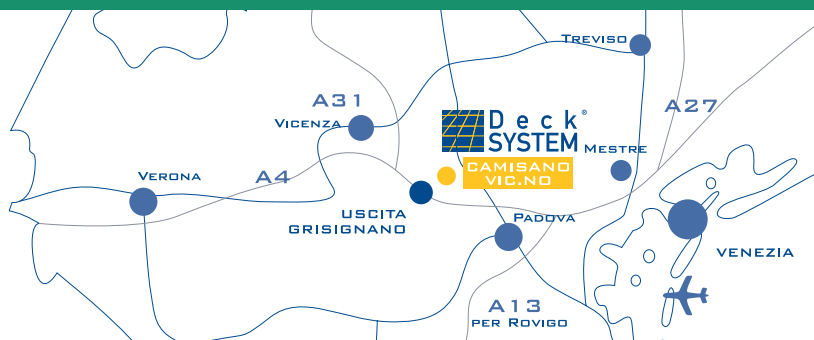 TREVISO
A31
A27
VICENZA
Deck®
SYSTEM
MESTRE
CAMISANO
VIC.NO
VERONA
A4
USCITA
GRISIGNANO
PADOVA
VENEZIA
A13
PER ROVIGO